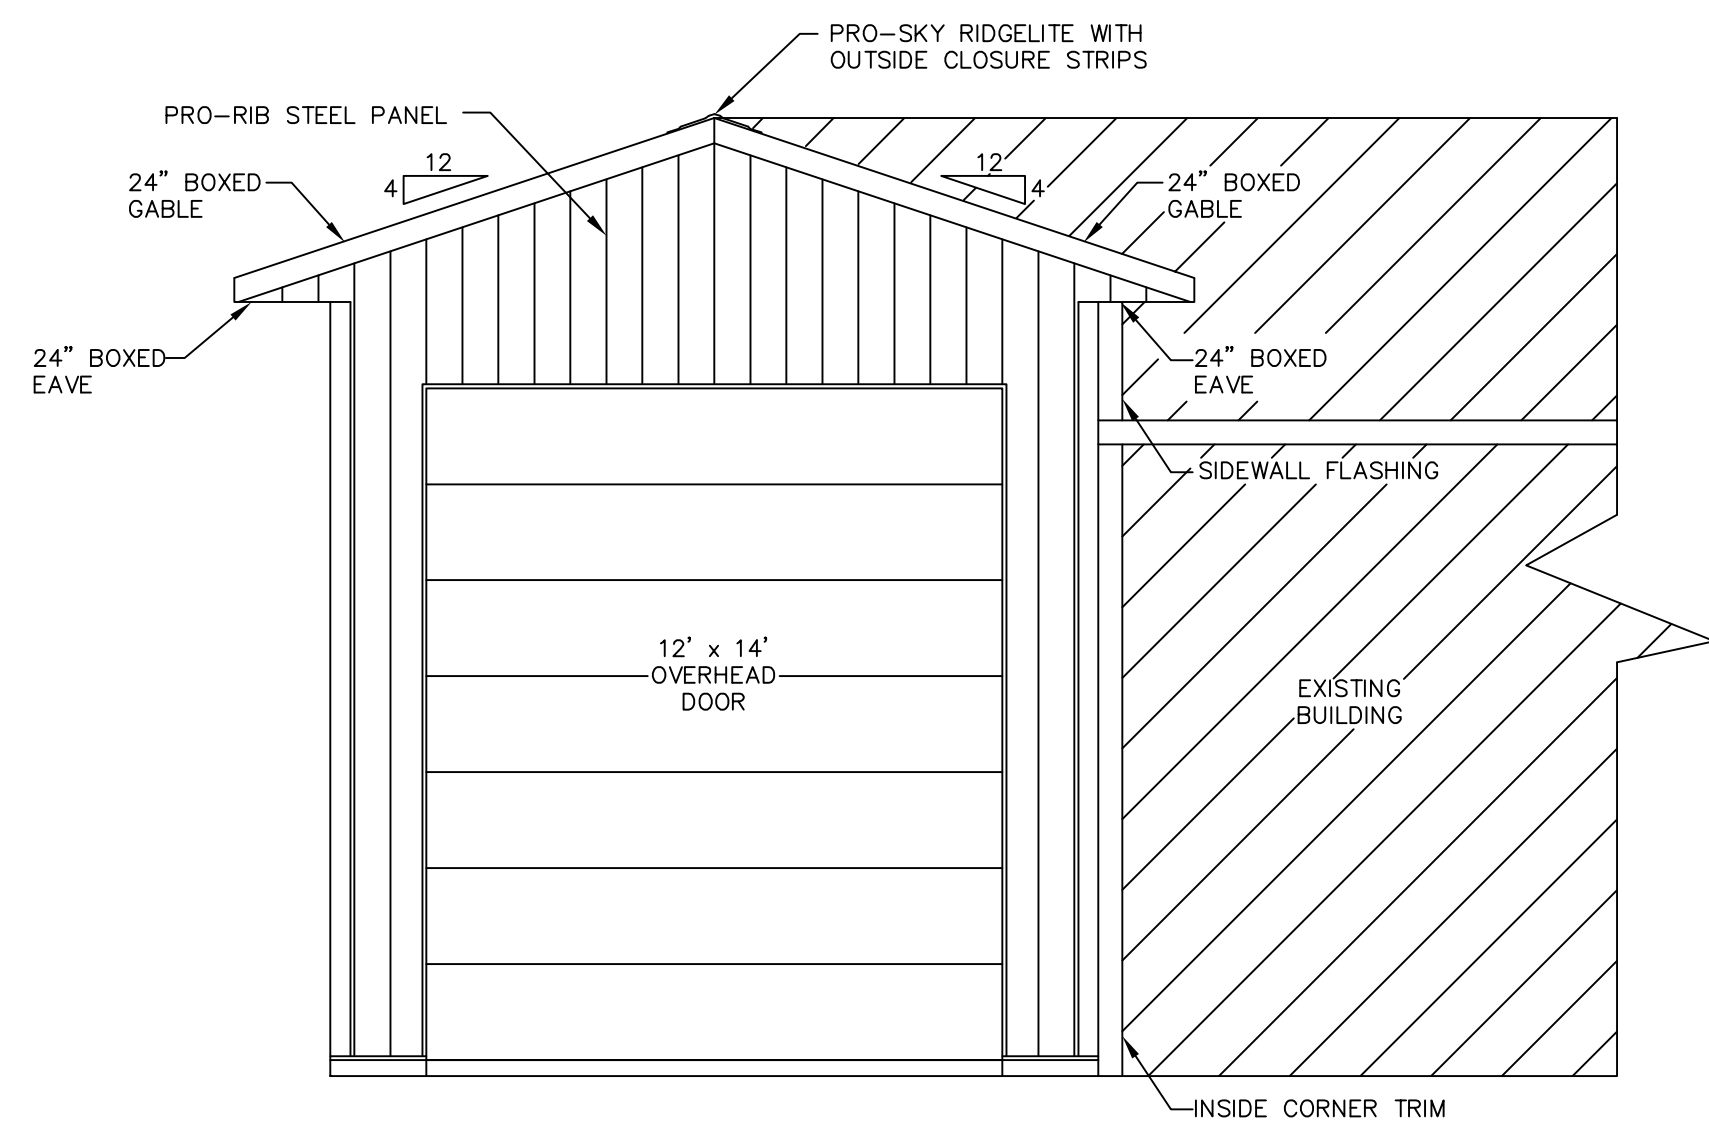 PRO-SKY RIDGELITE WITH
OUTSIDE CLOSURE STRIPS
PRO-RIB STEEL PANEL
12
4
12
4
24" BOXED
GABLE
24" BOXED
GABLE
24" BOXED
EAVE
24" BOXED
EAVE
SIDEWALL FLASHING
12' x 14'
OVERHEAD
DOOR
EXISTING
BUILDING
INSIDE CORNER TRIM